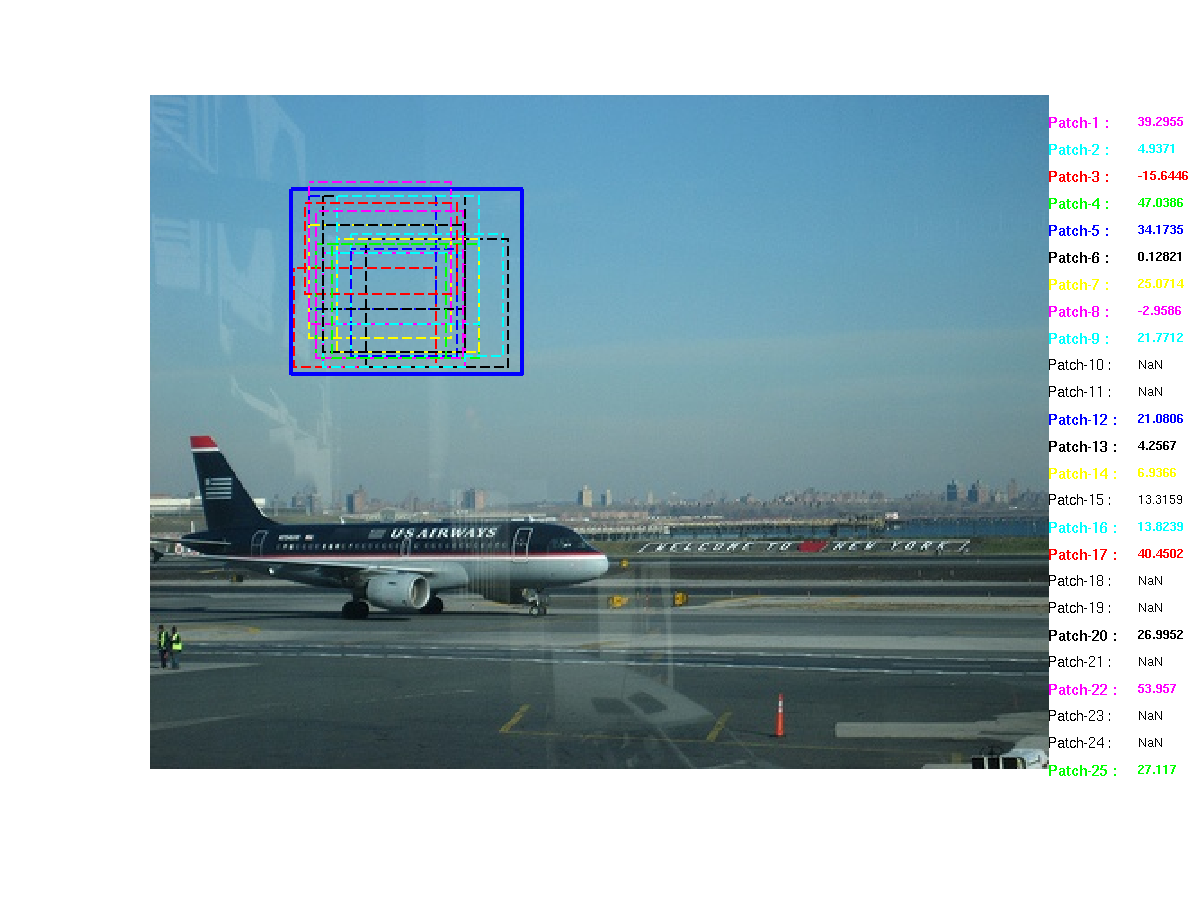 Patch-1 : 39.2955
Patch-2 : 4.9371
Patch-3 : -15.6446
Patch-4 : 47.0366
Patch-5 : 34.1735
Patch-6 : 0.12821
Patch-7 : 25.0714
Patch-8 : -2.9586
Patch-9 : 21.7712
Patch-10 : NaN
Patch-11 : NaN
Patch-12 : 21.0806
Patch-13 : 4.2567
Patch-14 : 6.9366
Patch-15 : 13.3159
Patch-16 : 13.8239
Patch-17 : 40.4502
Patch-18 : NaN
Patch-19 : NaN
Patch-20 : 26.9952
Patch-21 : NaN
Patch-22 : 53.957
Patch-23 : NaN
Patch-24 : NaN
Patch-25 : 27.117
US AIRWAYS
WELCOME TO NEW YORK